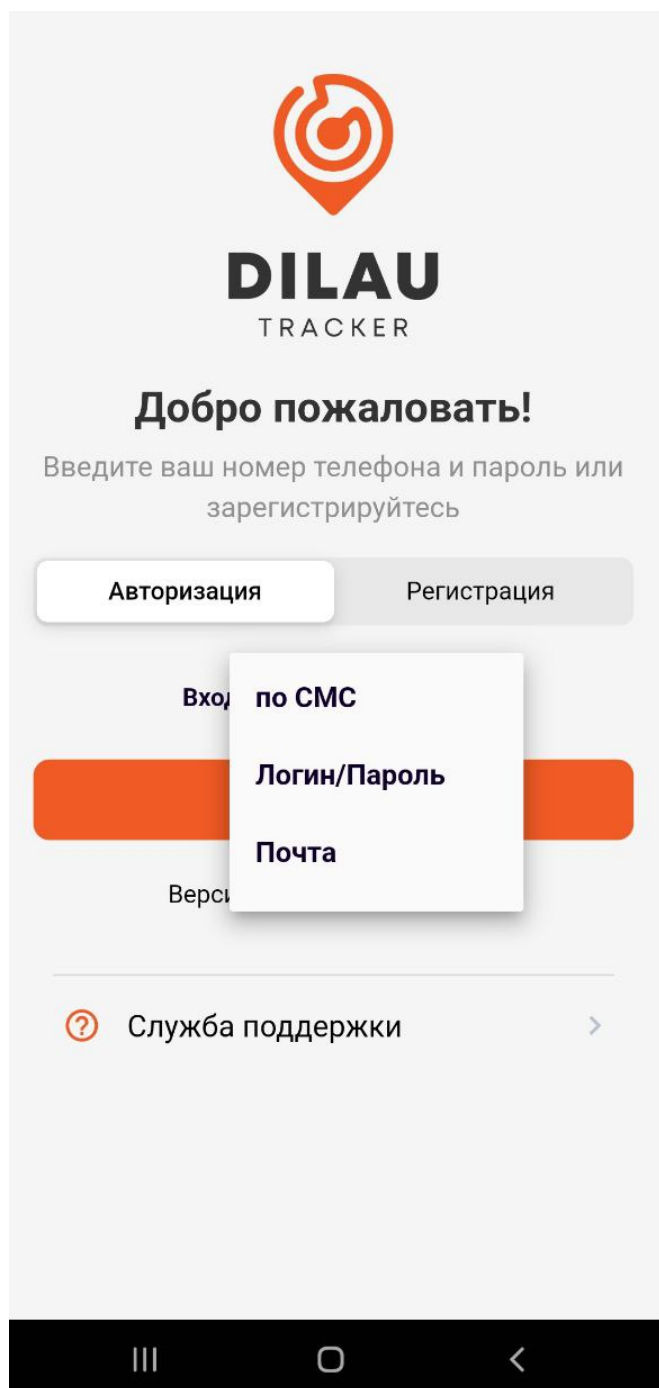 DILAU
TRACKER
Добро пожаловать!
Введите ваш номер телефона и пароль или
зарегистрируйтесь
Авторизация
Регистрация
Вход
по СМС
Логин/Пароль
Почта
Служба поддержки